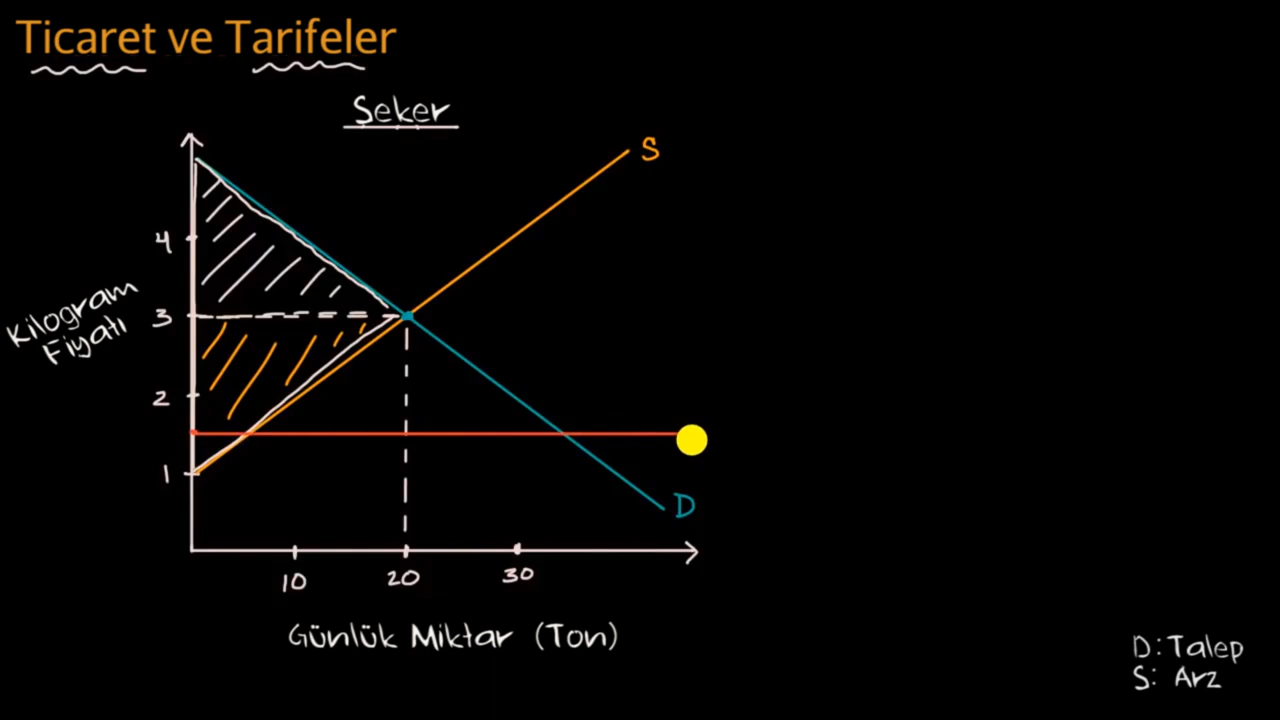 Ticaret ve Tarifeler
Şeker
S
4
3
Kilogram
Fiyatı
2
1
D
10 20 30
Günlük Miktar (Ton)
D: Talep
S: Arz